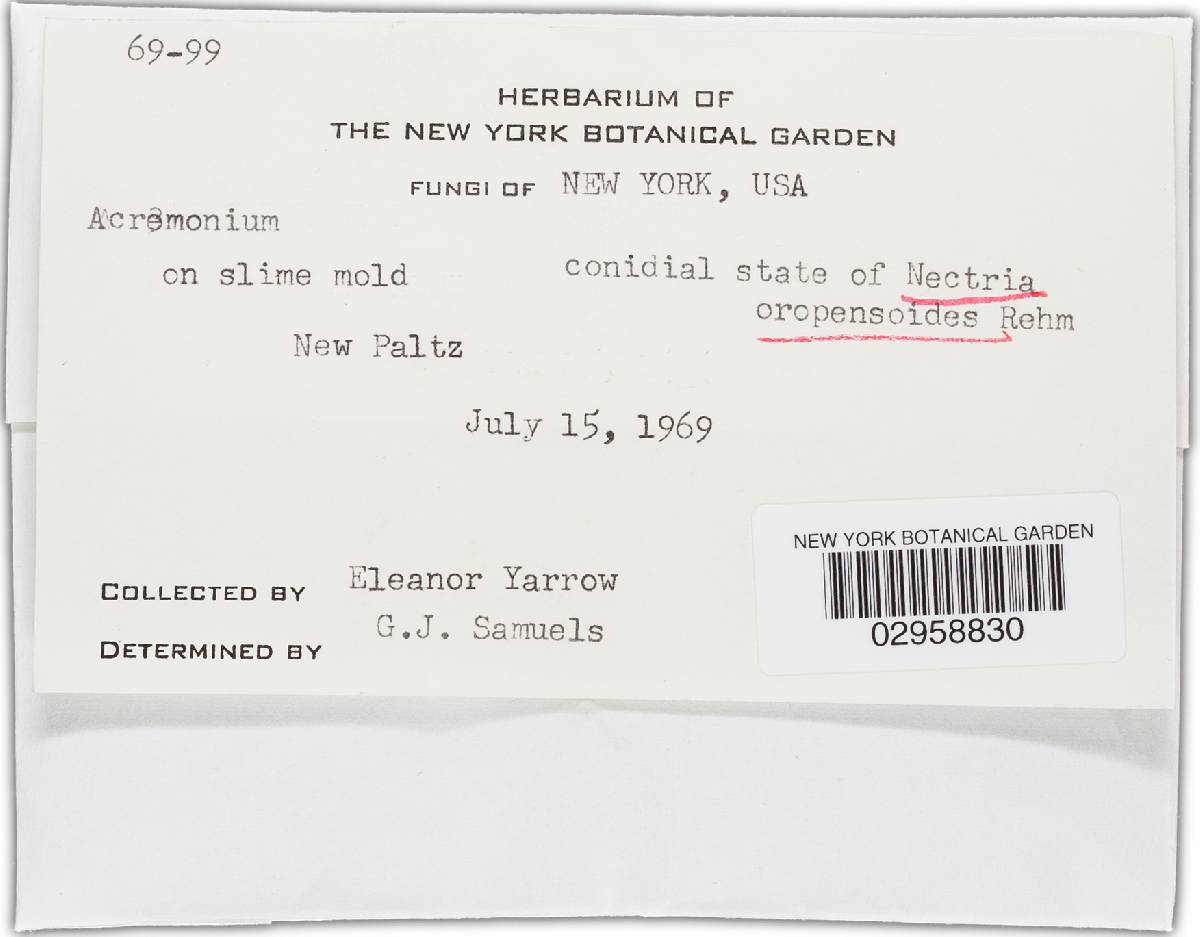 69-99
HERBARIUM OF
THE NEW YORK BOTANICAL GARDEN
FUNGI OF NEW YORK, USA
Acremonium
on slime mold
conidial state of Nectria
oropensoides Rehm
New Paltz
July 15, 1969
COLLECTED BY Eleanor Yarrow
DETERMINED BY G.J. Samuels
NEW YORK BOTANICAL GARDEN
02958830